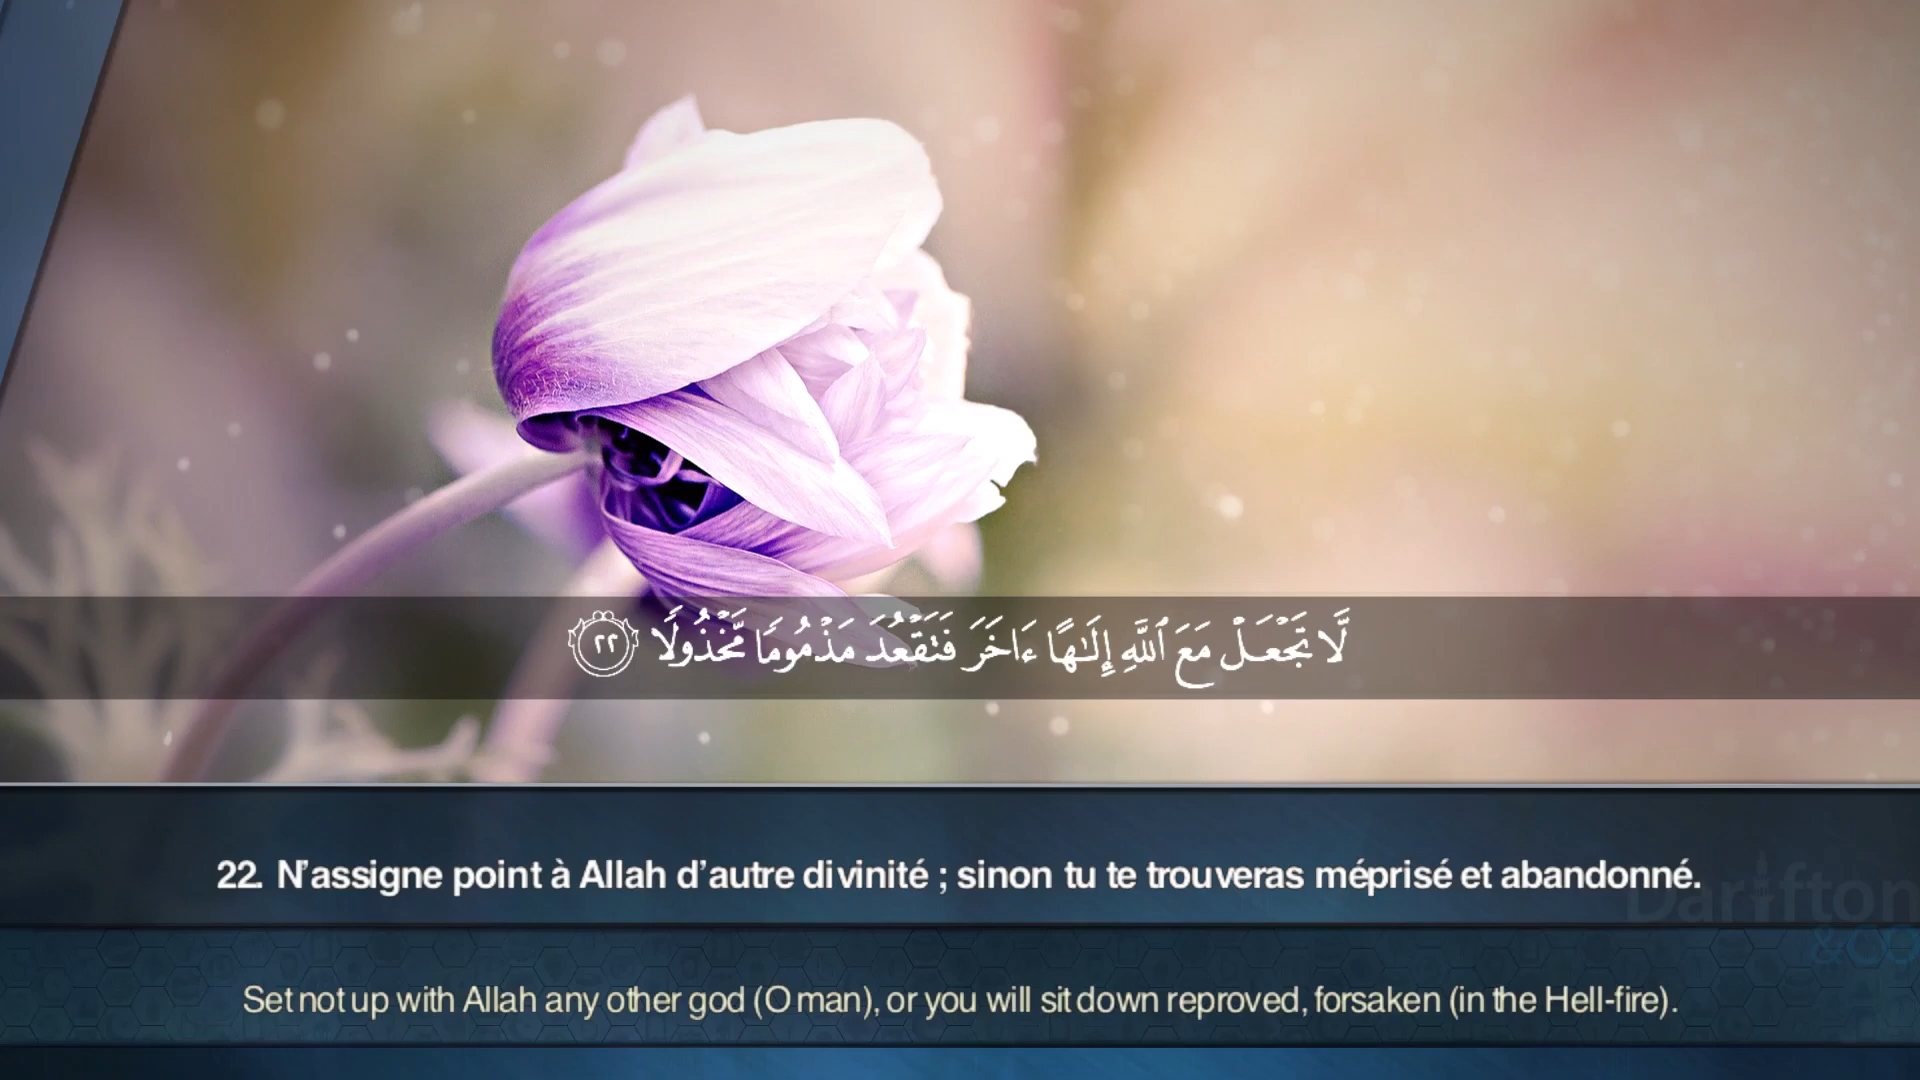 لَّا تَجْعَلْ مَعَ ٱللَّهِ إِلَـٰهًا ءَاخَرَ فَتَقْعُدَ مَذْمُومًا مَّخْذُولًا ٢٢
22. N’assigne point à Allah d’autre divinité ; sinon tu te trouveras méprisé et abandonné.
Darifton
&CO
Set not up with Allah any other god (O man), or you will sit down reproved, forsaken (in the Hell-fire).